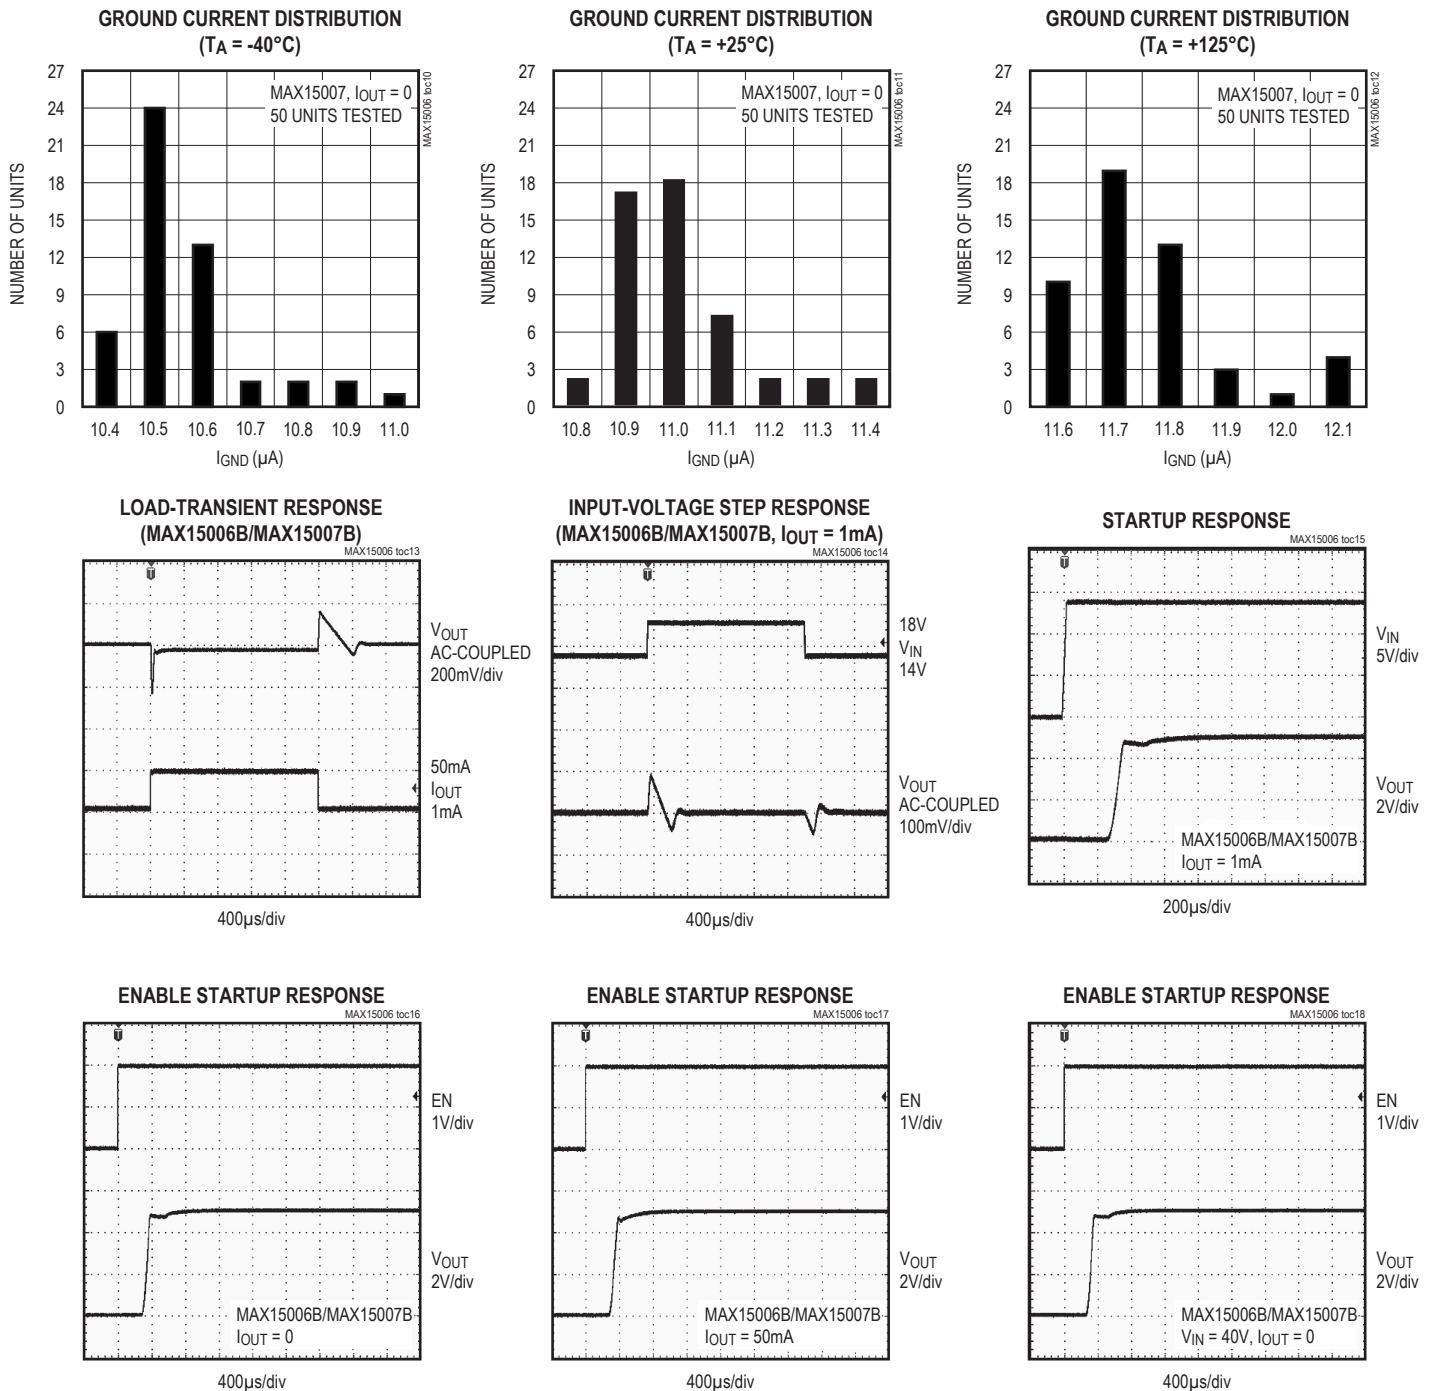 GROUND CURRENT DISTRIBUTION
(TA = -40°C)
MAX15006 toc10
MAX15007, IOUT = 0
50 UNITS TESTED
NUMBER OF UNITS
27
24
21
18
15
12
9
6
3
0
10.4 10.5 10.6 10.7 10.8 10.9 11.0
IGND (µA)
GROUND CURRENT DISTRIBUTION
(TA = +25°C)
MAX15006 toc11
MAX15007, IOUT = 0
50 UNITS TESTED
NUMBER OF UNITS
27
24
21
18
15
12
9
6
3
0
10.8 10.9 11.0 11.1 11.2 11.3 11.4
IGND (µA)
GROUND CURRENT DISTRIBUTION
(TA = +125°C)
MAX15006 toc12
MAX15007, IOUT = 0
50 UNITS TESTED
NUMBER OF UNITS
27
24
21
18
15
12
9
6
3
0
11.6 11.7 11.8 11.9 12.0 12.1
IGND (µA)
LOAD-TRANSIENT RESPONSE
(MAX15006B/MAX15007B)
MAX15006 toc13
T
VOUT
AC-COUPLED
200mV/div
50mA
IOUT
1mA
400µs/div
INPUT-VOLTAGE STEP RESPONSE
(MAX15006B/MAX15007B, IOUT = 1mA)
MAX15006 toc14
T
18V
VIN
14V
VOUT
AC-COUPLED
100mV/div
400µs/div
STARTUP RESPONSE
MAX15006 toc15
T
VIN
5V/div
VOUT
2V/div
MAX15006B/MAX15007B
IOUT = 1mA
200µs/div
ENABLE STARTUP RESPONSE
MAX15006 toc16
T
EN
1V/div
VOUT
2V/div
MAX15006B/MAX15007B
IOUT = 0
400µs/div
ENABLE STARTUP RESPONSE
MAX15006 toc17
T
EN
1V/div
VOUT
2V/div
MAX15006B/MAX15007B
IOUT = 50mA
400µs/div
ENABLE STARTUP RESPONSE
MAX15006 toc18
T
EN
1V/div
VOUT
2V/div
MAX15006B/MAX15007B
VIN = 40V, IOUT = 0
400µs/div